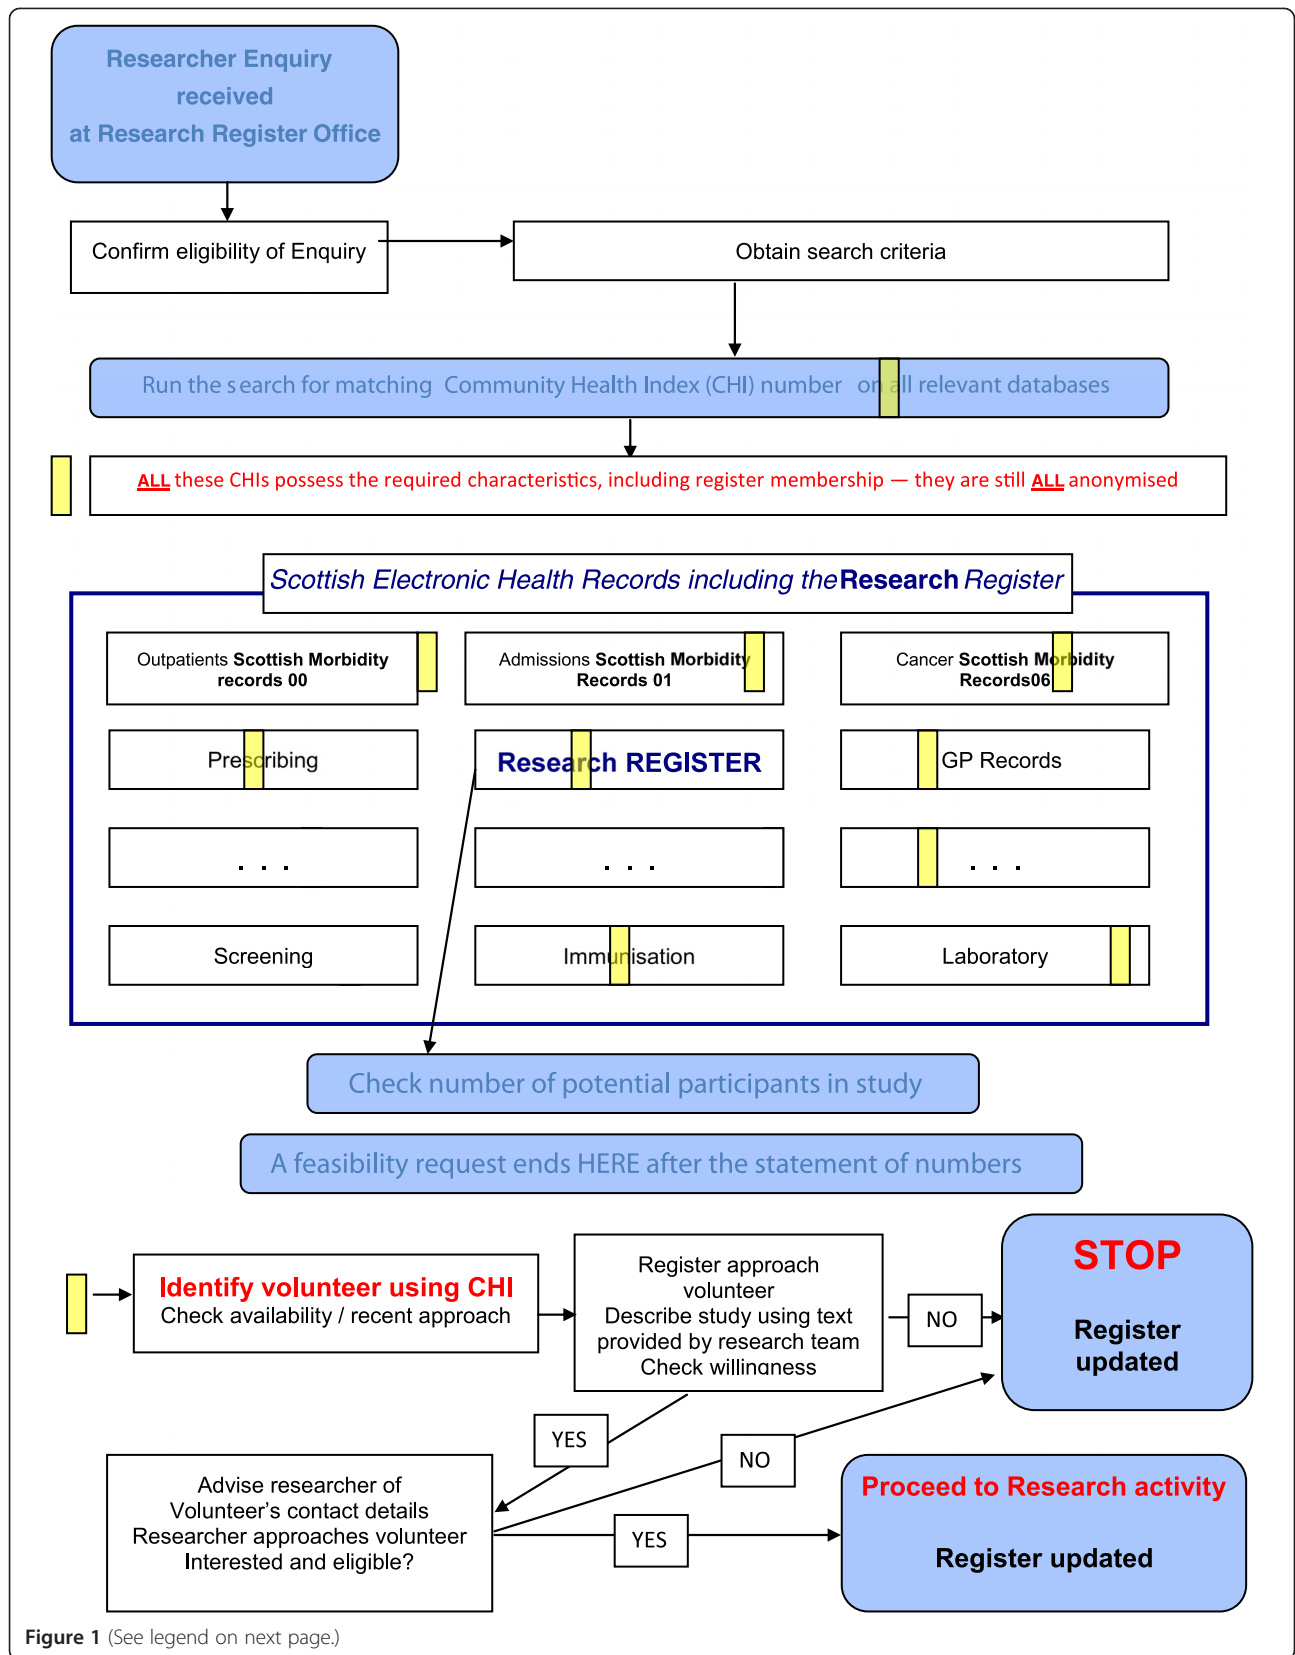 Researcher Enquiry
received
at Research Register Office
Confirm eligibility of Enquiry
Obtain search criteria
Run the search for matching Community Health Index (CHI) number on all relevant databases
ALL these CHIs possess the required characteristics, including register membership — they are still ALL anonymised
Scottish Electronic Health Records including the Research Register
Outpatients Scottish Morbidity
records 00
Admissions Scottish Morbidity
Records 01
Cancer Scottish Morbidity
Records06
Prescribing
Research REGISTER
GP Records
. . .
. . .
. . .
Screening
Immunisation
Laboratory
Check number of potential participants in study
A feasibility request ends HERE after the statement of numbers
Identify volunteer using CHI
Check availability / recent approach
Register approach
volunteer
Describe study using text
provided by research team
Check willingness
NO
STOP
Register
updated
YES
NO
Advise researcher of
Volunteer's contact details
Researcher approaches volunteer
Interested and eligible?
YES
Proceed to Research activity
Register updated
Figure 1 (See legend on next page.)